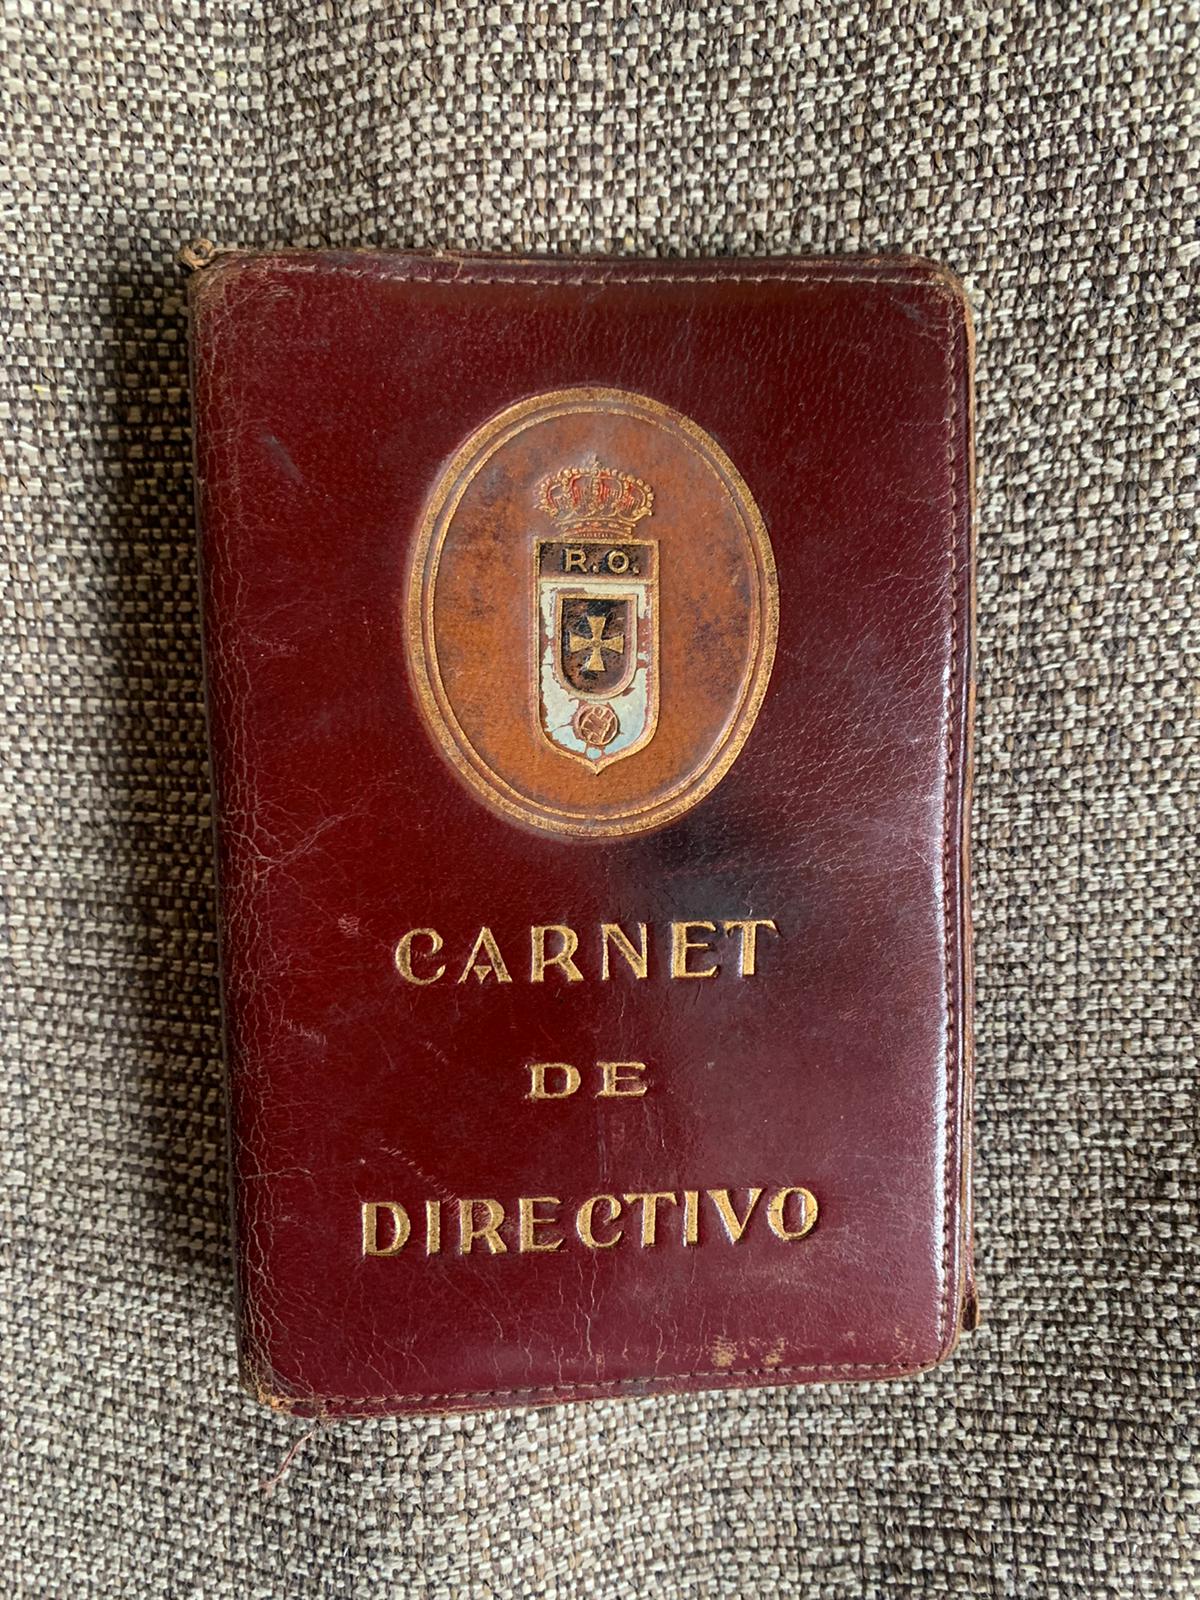 R. O.
CARNET
DE
DIRECTIVO